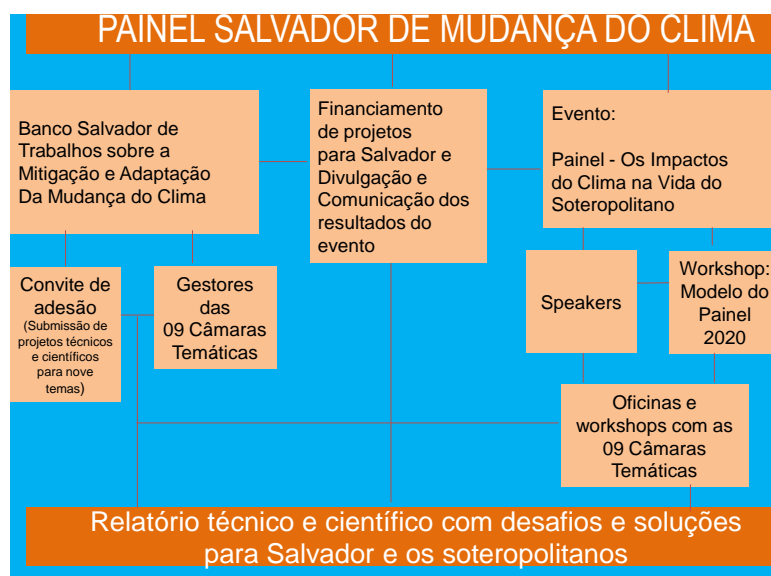 PAINEL SALVADOR DE MUDANÇA DO CLIMA
Banco Salvador de
Trabalhos sobre a
Mitigação e Adaptação
Da Mudança do Clima
Financiamento
de projetos
para Salvador e
Divulgação e
Comunicação dos
resultados do
evento
Evento:
Painel - Os Impactos
do Clima na Vida do
Soteropolitano
Convite de
adesão
(Submissão de
projetos técnicos
e científicos
para nove
temas)
Gestores
das
09 Câmaras
Temáticas
Speakers
Workshop:
Modelo do
Painel
2020
Oficinas e
workshops com as
09 Câmaras
Temáticas
Relatório técnico e científico com desafios e soluções
para Salvador e os soteropolitanos